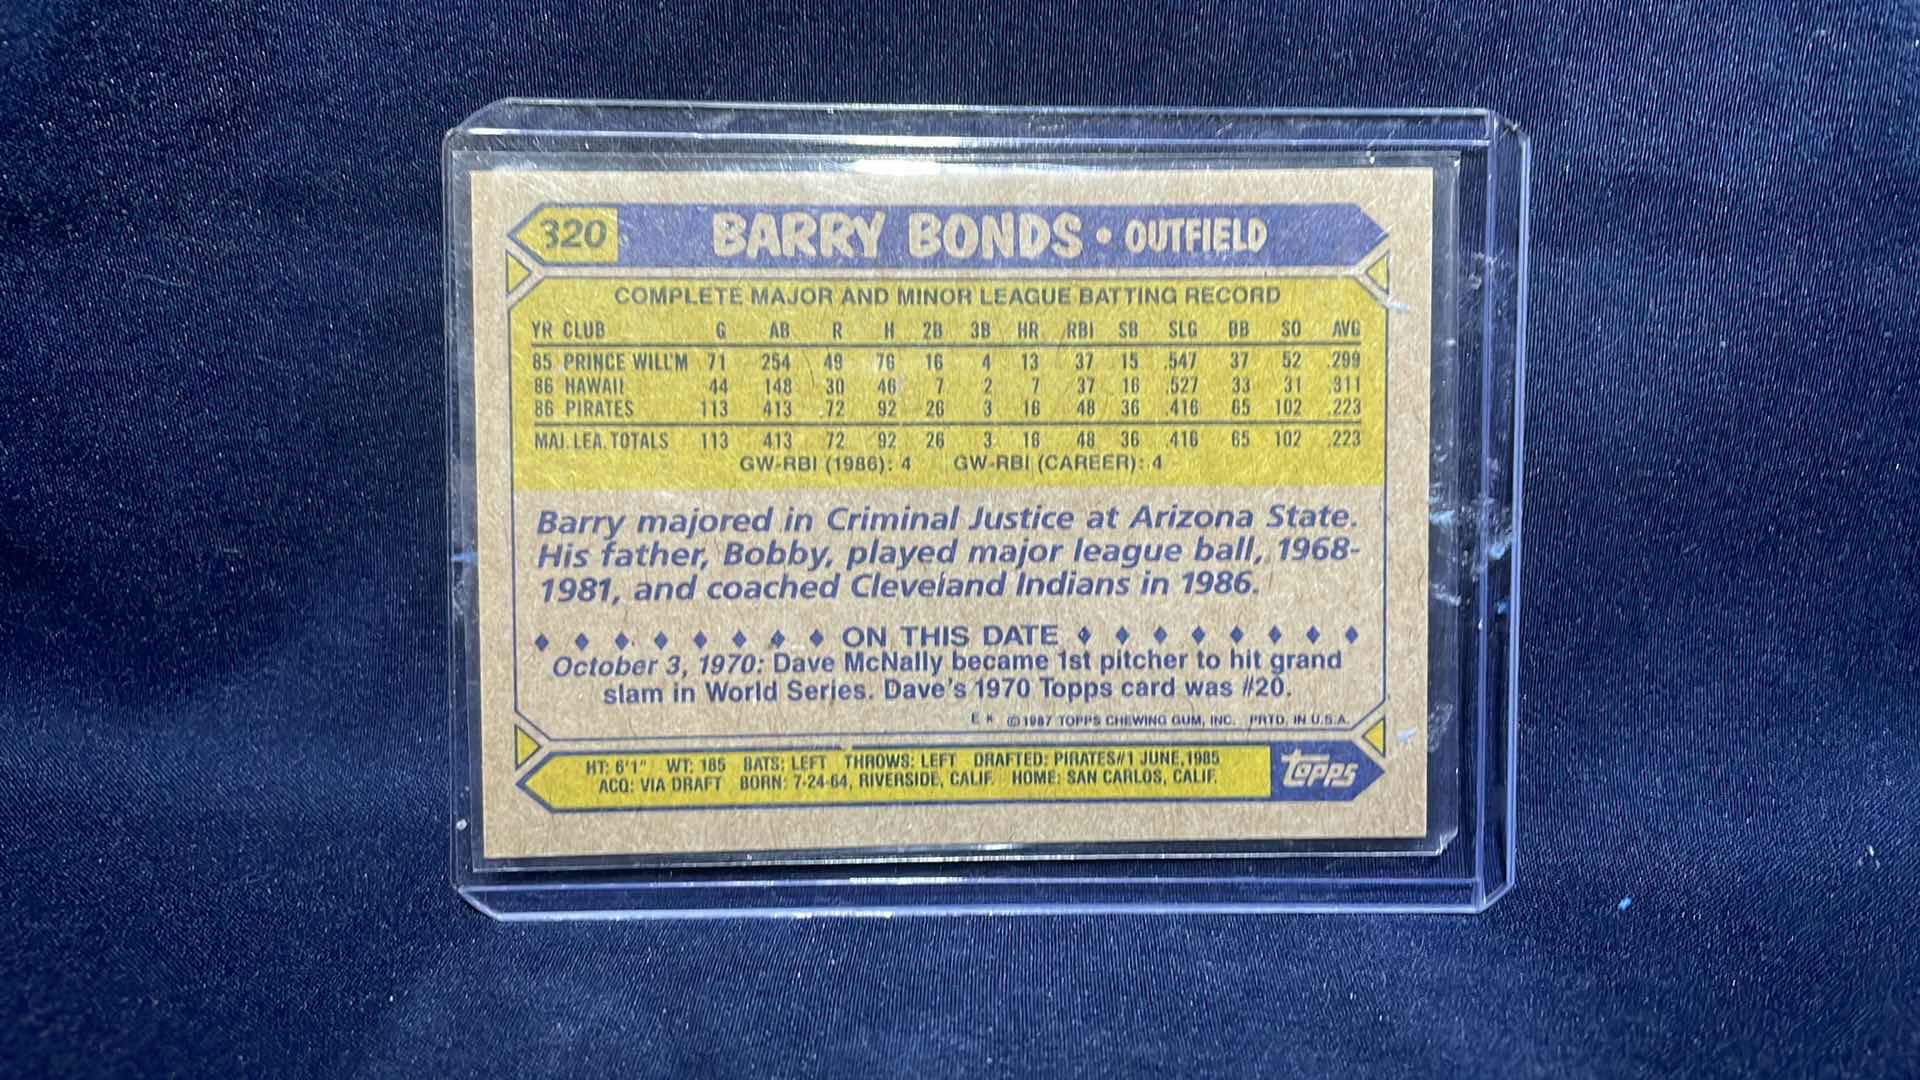 320 BARRY BONDS • OUTFIELD
COMPLETE MAJOR AND MINOR LEAGUE BATTING RECORD
YR CLUB G AB R H 2B 3B HR RBI SB SLG BB SO AVG
85 PRINCE WILL'M 71 254 49 76 16 4 13 37 15 .547 37 52 .299
86 HAWAII 44 148 30 46 7 2 7 37 16 .527 33 31 .311
86 PIRATES 113 413 72 92 26 3 16 48 36 .416 65 102 .223
MAJ. LEA. TOTALS 113 413 72 92 26 3 16 48 36 .416 65 102 .223
GW-RBI (1986): 4 GW-RBI (CAREER): 4
Barry majored in Criminal Justice at Arizona State.
His father, Bobby, played major league ball, 1968-
1981, and coached Cleveland Indians in 1986.
♦ ♦ ♦ ♦ ♦ ♦ ♦ ♦ ON THIS DATE ♦ ♦ ♦ ♦ ♦ ♦ ♦ ♦
October 3, 1970: Dave McNally became 1st pitcher to hit grand
slam in World Series. Dave's 1970 Topps card was #20.
E * © 1987 TOPPS CHEWING GUM, INC. PRTD. IN U.S.A.
HT: 6'1" WT: 185 BATS: LEFT THROWS: LEFT DRAFTED: PIRATES#1 JUNE,1985
ACQ: VIA DRAFT BORN: 7-24-64, RIVERSIDE, CALIF. HOME: SAN CARLOS, CALIF.
TOPPS